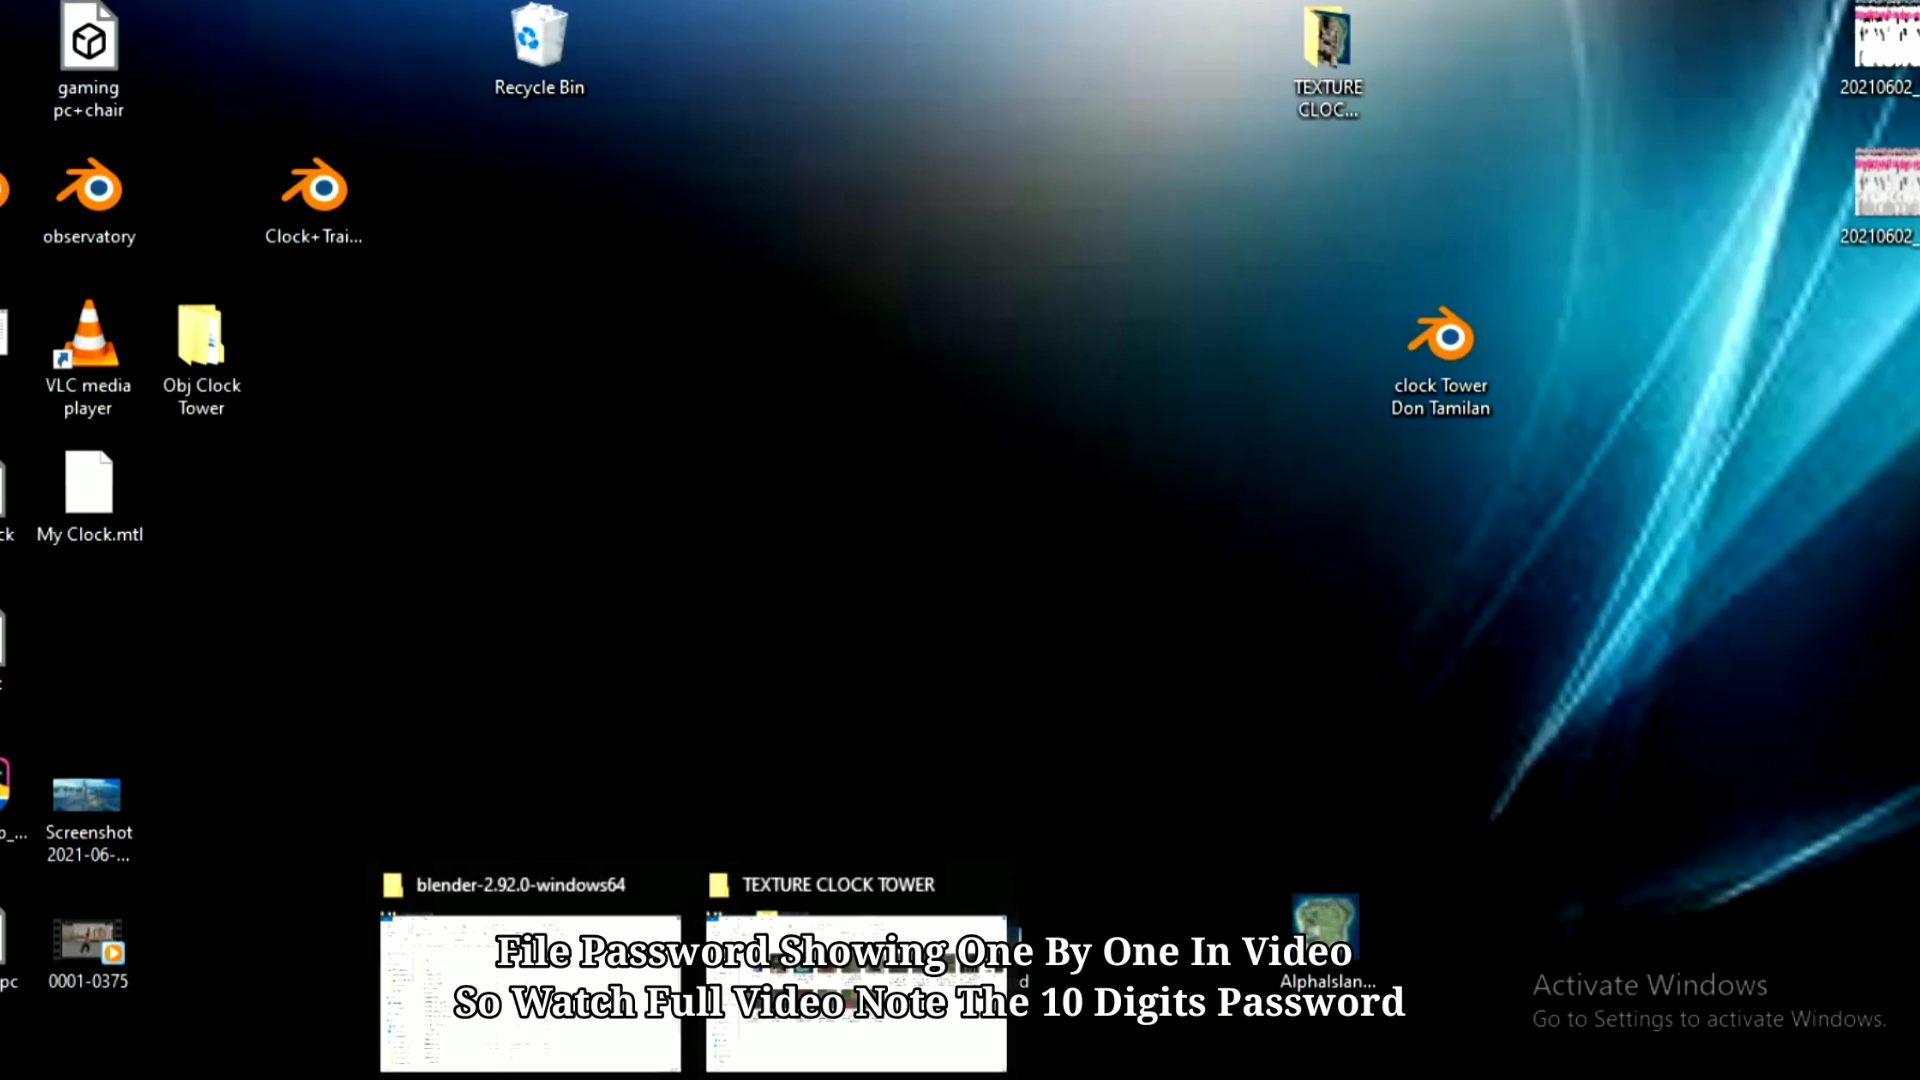 gaming
pc+chair
Recycle Bin
TEXTURE
CLOC...
20210602_
observatory
Clock+Trai...
20210602_
VLC media
player
Obj Clock
Tower
clock Tower
Don Tamilan
ck
My Clock.mtl
Screenshot
2021-06-...
blender-2.92.0-windows64
TEXTURE CLOCK TOWER
File Password Showing One By One In Video
pc
0001-0375
AlphaIslan...
Activate Windows
So Watch Full Video Note The 10 Digits Password
Go to Settings to activate Windows.